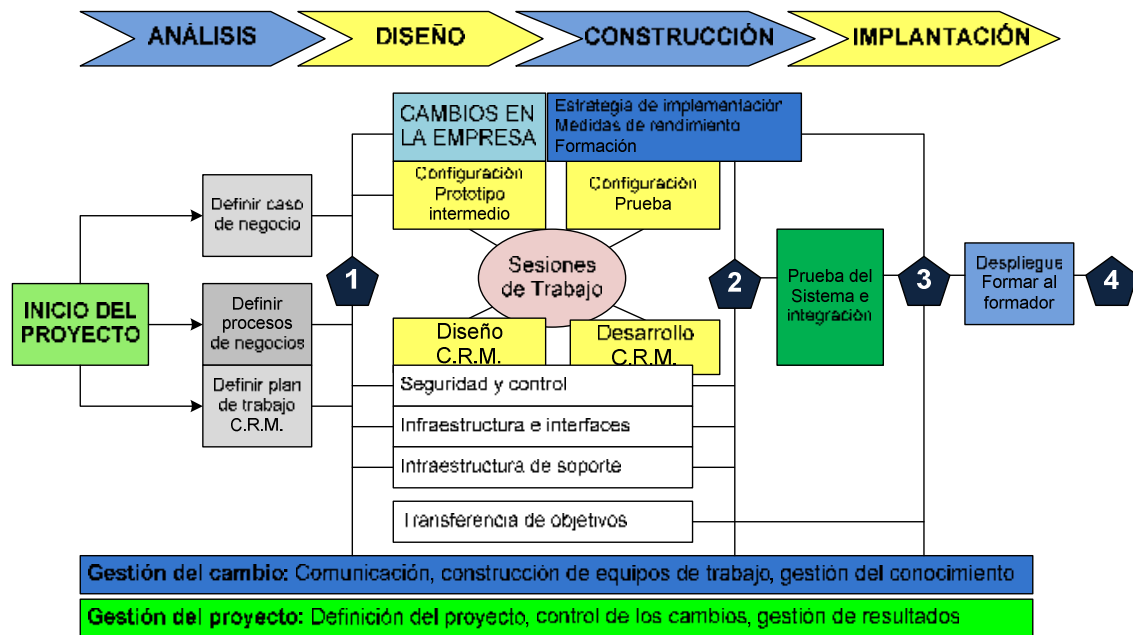 ANÁLISIS
DISEÑO
CONSTRUCCIÓN
IMPLANTACIÓN
CAMBIOS EN
LA EMPRESA
Estrategia de implementación
Medidas de rendimiento
Formación
Configuración
Prototipo
intermedio
Configuración
Prueba
Definir caso
de negocio
Sesiones
de Trabajo
1
2
3
4
Prueba del
Sistema e
integración
Despliegue
Formar al
formador
INICIO DEL
PROYECTO
Definir
procesos
de negocios
Diseño
C.R.M.
Desarrollo
C.R.M.
Definir plan
de trabajo
C.R.M.
Seguridad y control
Infraestructura e interfaces
Infraestructura de soporte
Transferencia de objetivos
Gestión del cambio: Comunicación, construcción de equipos de trabajo, gestión del conocimiento
Gestión del proyecto: Definición del proyecto, control de los cambios, gestión de resultados